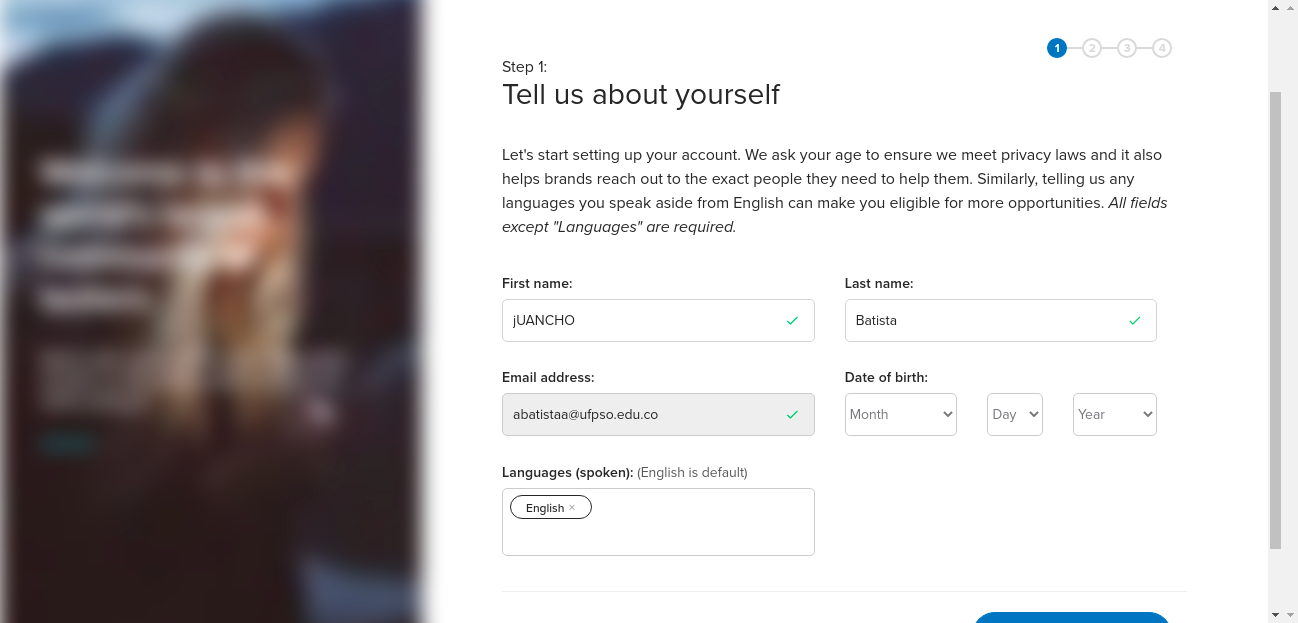 1 2 3 4
Step 1:
Tell us about yourself
Let's start setting up your account. We ask your age to ensure we meet privacy laws and it also
helps brands reach out to the exact people they need to help them. Similarly, telling us any
languages you speak aside from English can make you eligible for more opportunities. All fields
except "Languages" are required.
First name: Last name:
jUANCHO Batista
Email address: Date of birth:
abatistaa@ufpso.edu.co Month Day Year
Languages (spoken): (English is default)
English ×